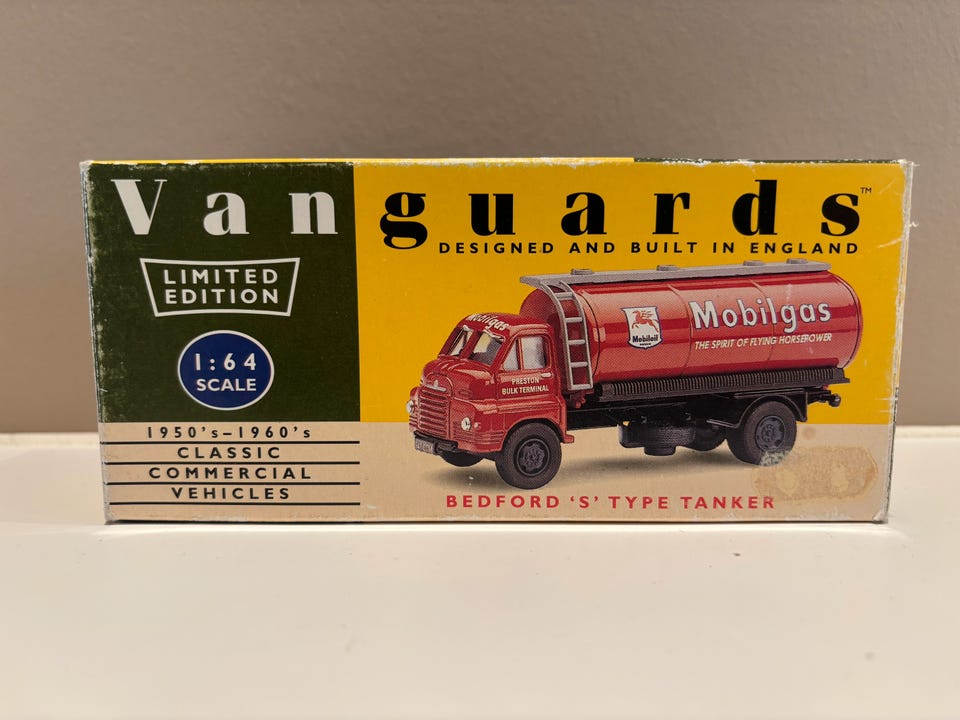 Vanguards™
DESIGNED AND BUILT IN ENGLAND
LIMITED
EDITION
1:64
SCALE
1950's–1960's
CLASSIC
COMMERCIAL
VEHICLES
Mobilgas
Mobiloil
Mobilgas
THE SPIRIT OF FLYING HORSEPOWER
PRESTON
BULK TERMINAL
BEDFORD 'S' TYPE TANKER